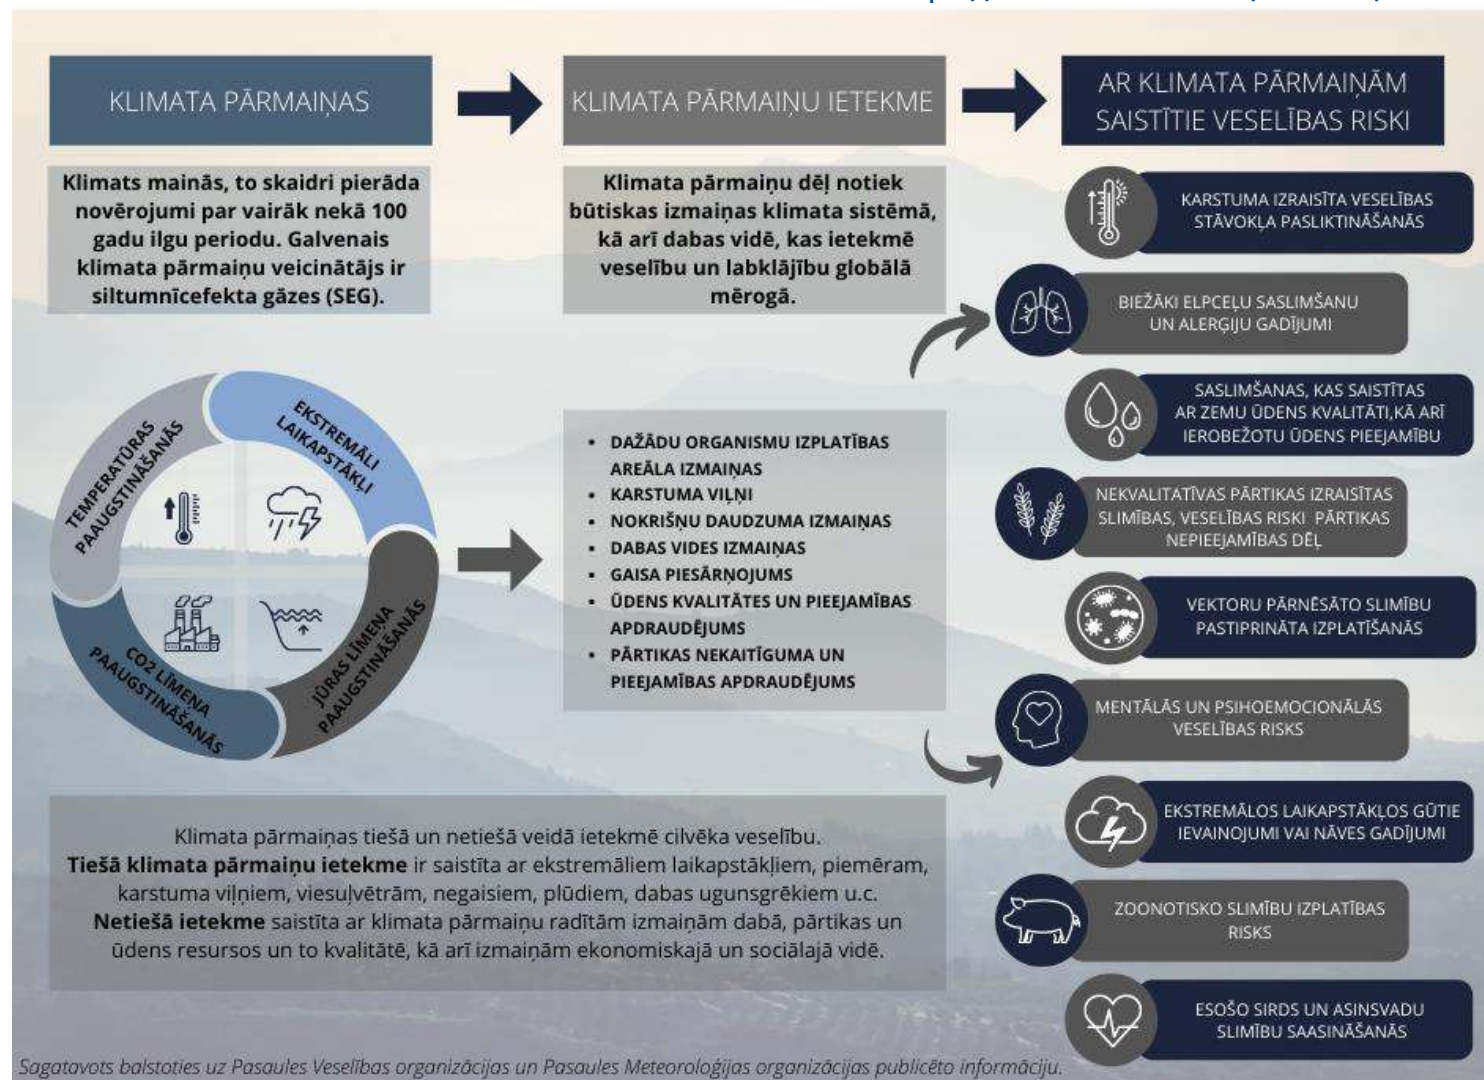 KLIMATA PĀRMAIŅAS
Klimats mainās, to skaidri pierāda
novērojumi par vairāk nekā 100
gadu ilgu periodu. Galvenais
klimata pārmaiņu veicinātājs ir
siltumnīcefekta gāzes (SEG).
TEMPERATŪRAS
PAAUGSTINĀŠANĀS
EKSTREMĀLI
LAIKAPSTĀKĻI
CO2 LĪMEŅA
PAAUGSTINĀŠANĀS
JŪRAS LĪMEŅA
PAAUGSTINĀŠANĀS
KLIMATA PĀRMAIŅU IETEKME
Klimata pārmaiņu dēļ notiek
būtiskas izmaiņas klimata sistēmā,
kā arī dabas vidē, kas ietekmē
veselību un labklājību globālā
mērogā.
• DAŽĀDU ORGANISMU IZPLATĪBAS
AREĀLA IZMAIŅAS
• KARSTUMA VIĻŅI
• NOKRIŠŅU DAUDZUMA IZMAIŅAS
• DABAS VIDES IZMAIŅAS
• GAISA PIESĀRŅOJUMS
• ŪDENS KVALITĀTES UN PIEEJAMĪBAS
APDRAUDĒJUMS
• PĀRTIKAS NEKAITĪGUMA UN
PIEEJAMĪBAS APDRAUDĒJUMS
Klimata pārmaiņas tiešā un netiešā veidā ietekmē cilvēka veselību.
Tiešā klimata pārmaiņu ietekme ir saistīta ar ekstremāliem laikapstākļiem, piemēram,
karstuma viļņiem, viesuļvētrām, negaisiem, plūdiem, dabas ugunsgrēkiem u.c.
Netiešā ietekme saistīta ar klimata pārmaiņu radītām izmaiņām dabā, pārtikas un
ūdens resursos un to kvalitātē, kā arī izmaiņām ekonomiskajā un sociālajā vidē.
AR KLIMATA PĀRMAIŅĀM
SAISTĪTIE VESELĪBAS RISKI
KARSTUMA IZRAISĪTA VESELĪBAS
STĀVOKĻA PASLIKTINĀŠANĀS
BIEŽĀKI ELPCEĻU SASLIMŠANU
UN ALERĢIJU GADĪJUMI
SASLIMŠANAS, KAS SAISTĪTAS
AR ZEMU ŪDENS KVALITĀTI,KĀ ARĪ
IEROBEŽOTU ŪDENS PIEEJAMĪBU
NEKVALITATĪVAS PĀRTIKAS IZRAISĪTAS
SLIMĪBAS, VESELĪBAS RISKI PĀRTIKAS
NEPIEEJAMĪBAS DĒĻ
VEKTORU PĀRNĒSĀTO SLIMĪBU
PASTIPRINĀTA IZPLATĪŠANĀS
MENTĀLĀS UN PSIHOEMOCIONĀLĀS
VESELĪBAS RISKS
EKSTREMĀLOS LAIKAPSTĀKĻOS GŪTIE
IEVAINOJUMI VAI NĀVES GADĪJUMI
ZOONOTISKO SLIMĪBU IZPLATĪBAS
RISKS
ESOŠO SIRDS UN ASINSVADU
SLIMĪBU SAASINĀŠANĀS
Sagatavots balstoties uz Pasaules Veselības organizācijas un Pasaules Meteoroloģijas organizācijas publicēto informāciju.